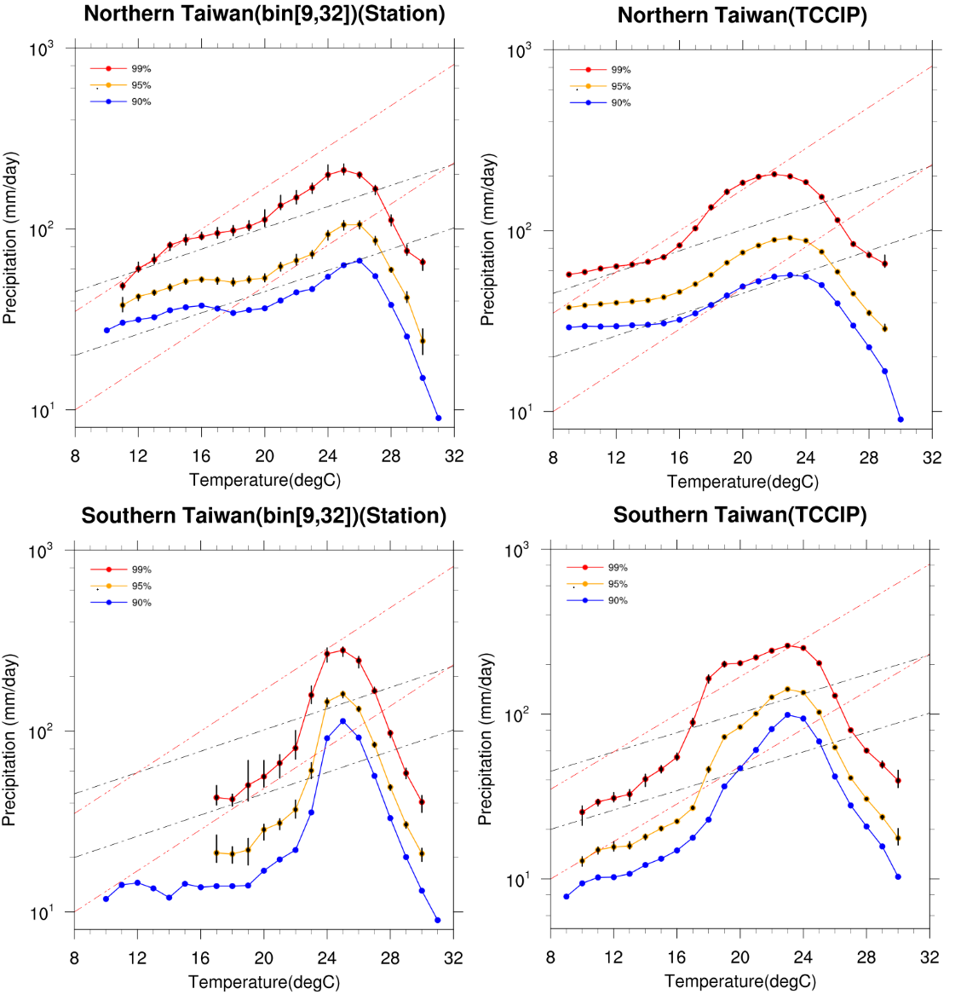 Northern Taiwan(bin[9,32])(Station)
10³
99%
95%
90%
10²
10¹
Precipitation (mm/day)
8 12 16 20 24 28 32
Temperature(degC)
Northern Taiwan(TCCIP)
10³
99%
95%
90%
10²
10¹
Precipitation (mm/day)
8 12 16 20 24 28 32
Temperature(degC)
Southern Taiwan(bin[9,32])(Station)
10³
99%
95%
90%
10²
10¹
Precipitation (mm/day)
8 12 16 20 24 28 32
Temperature(degC)
Southern Taiwan(TCCIP)
10³
99%
95%
90%
10²
10¹
Precipitation (mm/day)
8 12 16 20 24 28 32
Temperature(degC)